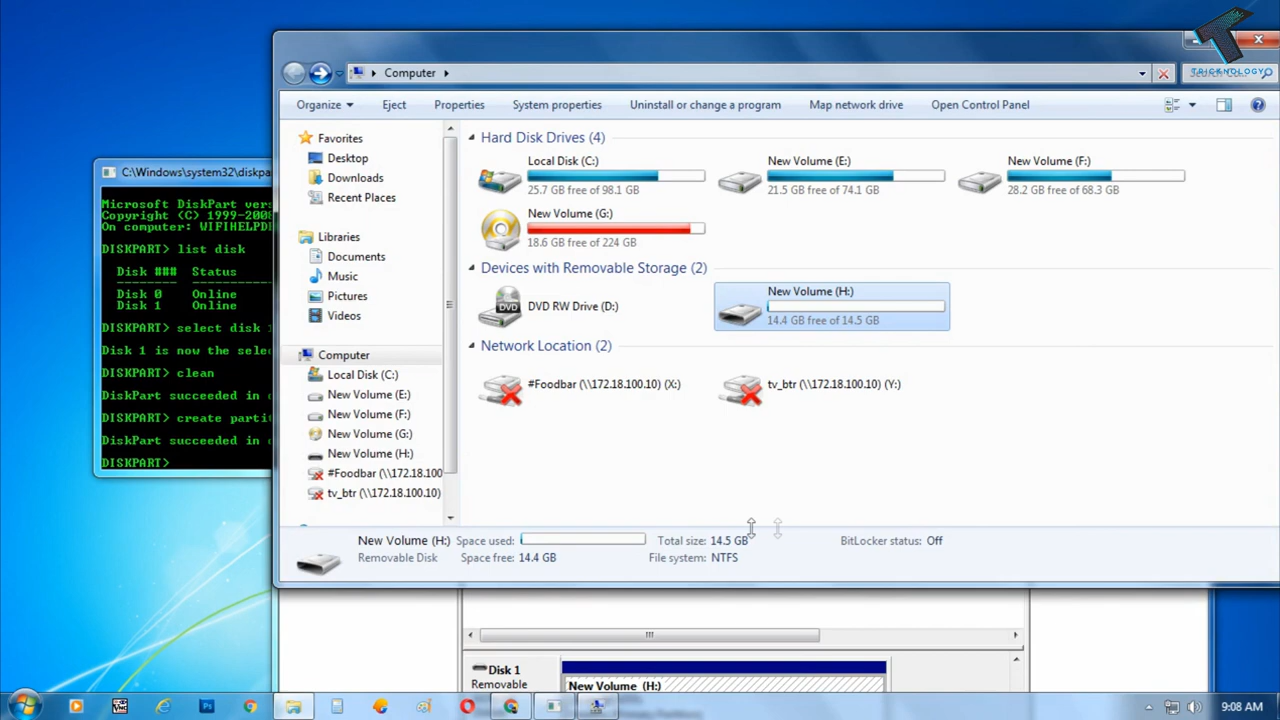 TRICKNOLOGY
Computer
Organize
Eject
Properties
System properties
Uninstall or change a program
Map network drive
Open Control Panel
Favorites
Desktop
Downloads
Recent Places
Libraries
Documents
Music
Pictures
Videos
Computer
Local Disk (C:)
New Volume (E:)
New Volume (F:)
New Volume (G:)
New Volume (H:)
#Foodbar (\\172.18.100
tv_btr (\\172.18.100.10)
Hard Disk Drives (4)
Local Disk (C:)
25.7 GB free of 98.1 GB
New Volume (E:)
21.5 GB free of 74.1 GB
New Volume (F:)
28.2 GB free of 68.3 GB
New Volume (G:)
18.6 GB free of 224 GB
Devices with Removable Storage (2)
DVD
DVD RW Drive (D:)
New Volume (H:)
14.4 GB free of 14.5 GB
Network Location (2)
#Foodbar (\\172.18.100.10) (X:)
tv_btr (\\172.18.100.10) (Y:)
New Volume (H:)
Removable Disk
Space used:
Space free: 14.4 GB
Total size: 14.5 GB
File system: NTFS
BitLocker status: Off
C:\Windows\system32\diskpa
Microsoft DiskPart ver
Copyright (C) 1999-200
On computer: WIFIHELPD
DISKPART> list disk
Disk ### Status
Disk 0 Online
Disk 1 Online
DISKPART> select disk
Disk 1 is now the sele
DISKPART> clean
DiskPart succeeded in
DISKPART> create parti
DiskPart succeeded in
DISKPART>
Disk 1
Removable
New Volume (H:)
9:08 AM